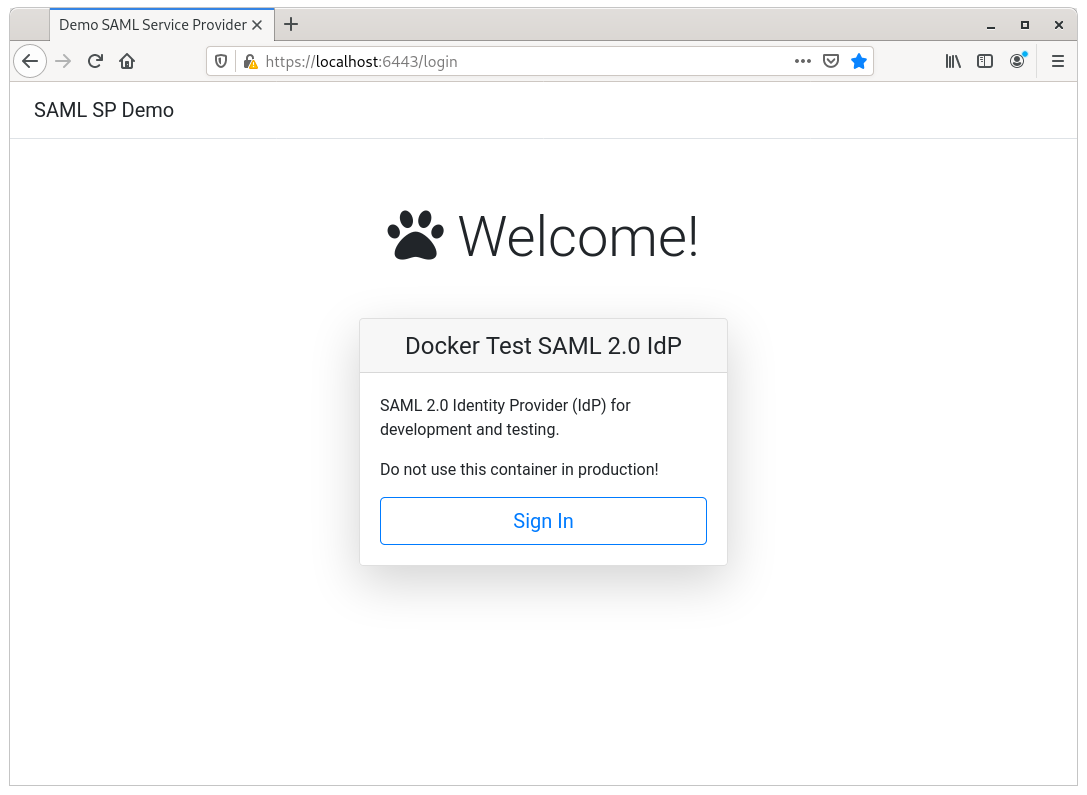 Demo SAML Service Provider
https://localhost:6443/login
SAML SP Demo
Welcome!
Docker Test SAML 2.0 IdP
SAML 2.0 Identity Provider (IdP) for
development and testing.
Do not use this container in production!
Sign In